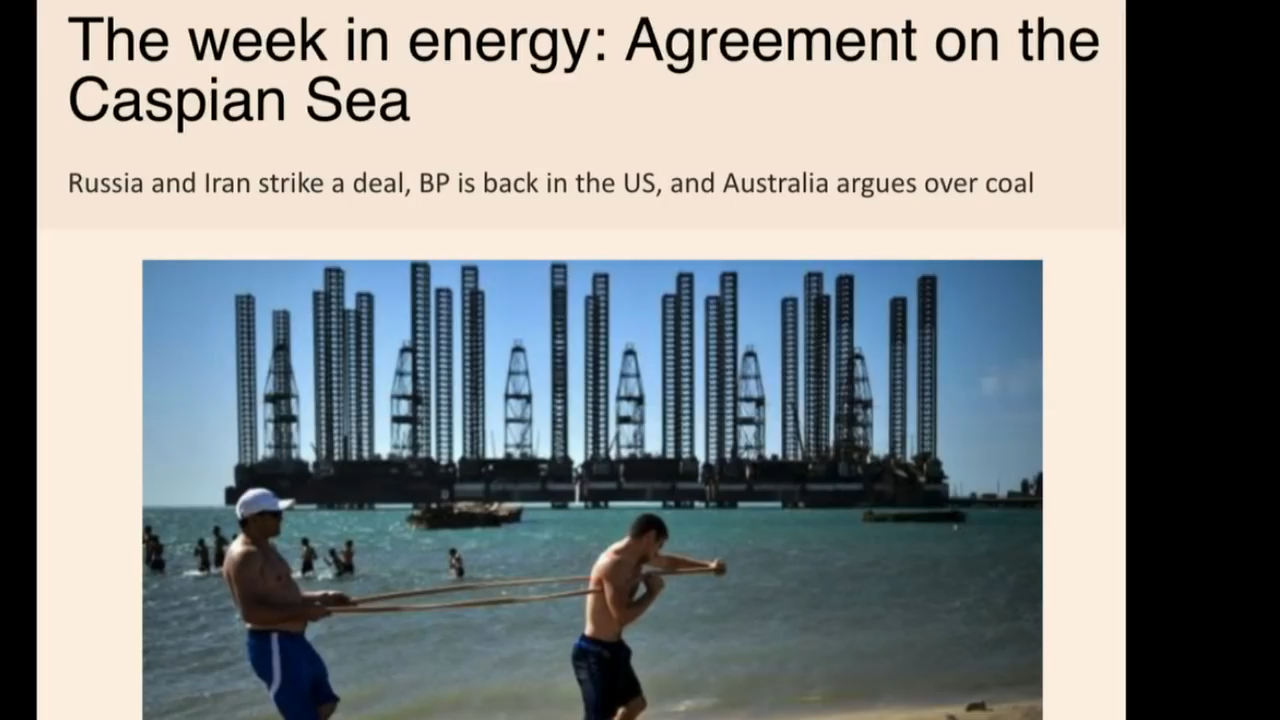 The week in energy: Agreement on the
Caspian Sea
Russia and Iran strike a deal, BP is back in the US, and Australia argues over coal